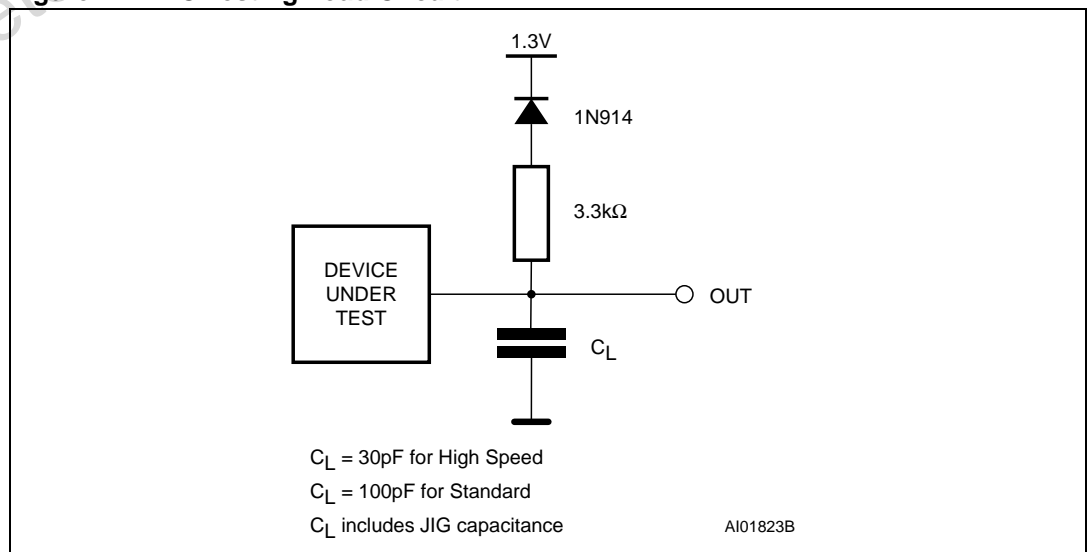 1.3V
1N914
3.3kΩ
DEVICE
UNDER
TEST
OUT
CL
CL = 30pF for High Speed
CL = 100pF for Standard
CL includes JIG capacitance
AI01823B